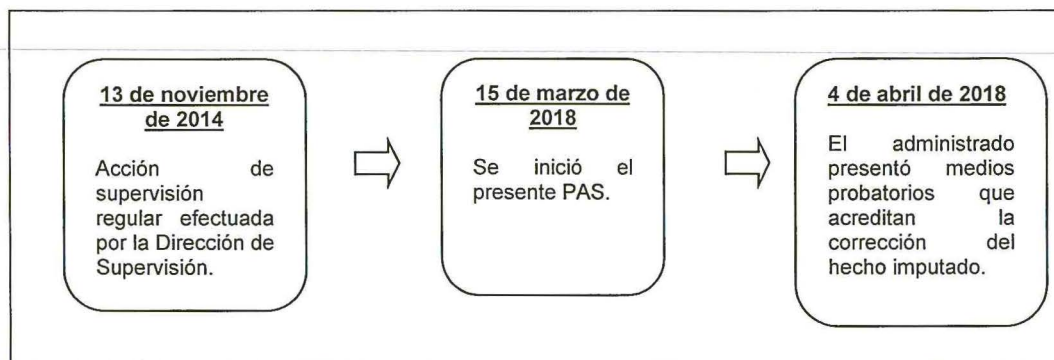 13 de noviembre
de 2014
Acción de
supervisión
regular efectuada
por la Dirección de
Supervisión.
15 de marzo de
2018
Se inició el
presente PAS.
4 de abril de 2018
El administrado
presentó medios
probatorios que
acreditan la
corrección del
hecho imputado.